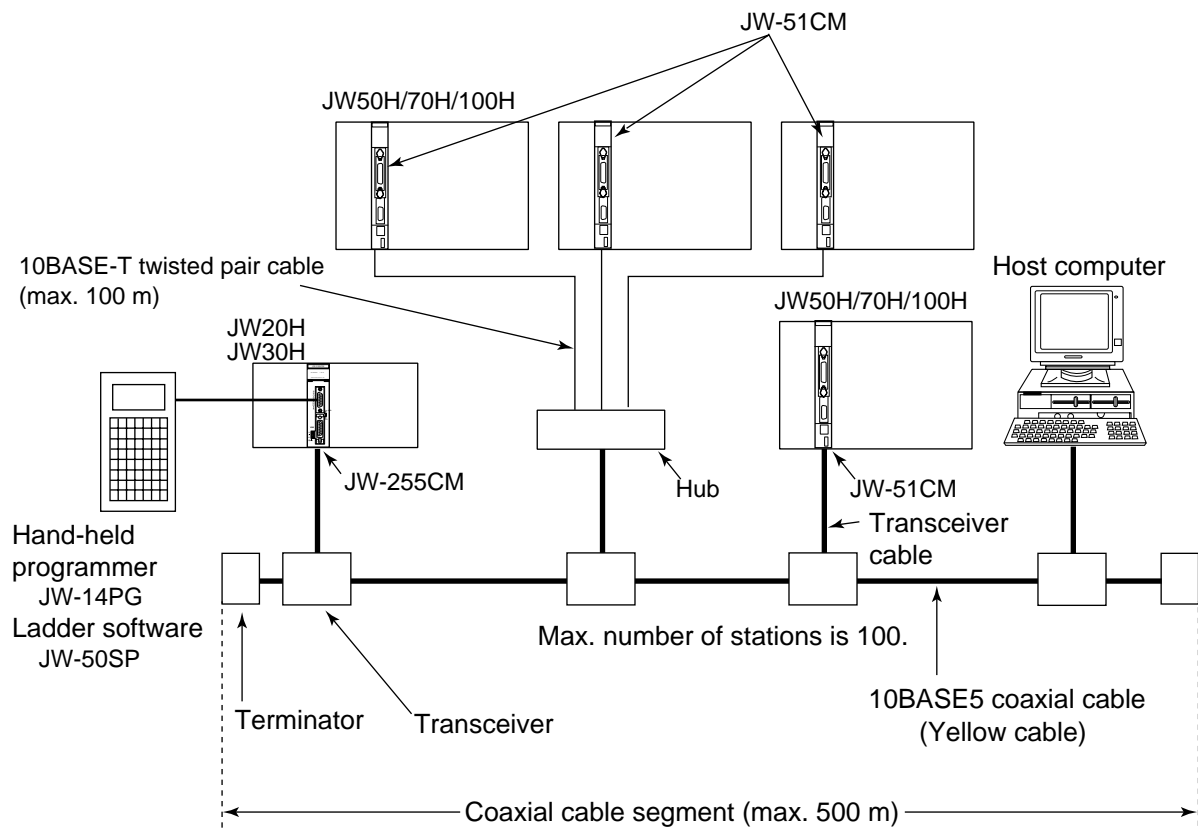 JW-51CM
JW50H/70H/100H
10BASE-T twisted pair cable
(max. 100 m)
Host computer
JW50H/70H/100H
JW20H
JW30H
JW-255CM
Hub
JW-51CM
Transceiver
cable
Hand-held
programmer
JW-14PG
Ladder software
JW-50SP
Max. number of stations is 100.
Terminator
Transceiver
10BASE5 coaxial cable
(Yellow cable)
Coaxial cable segment (max. 500 m)